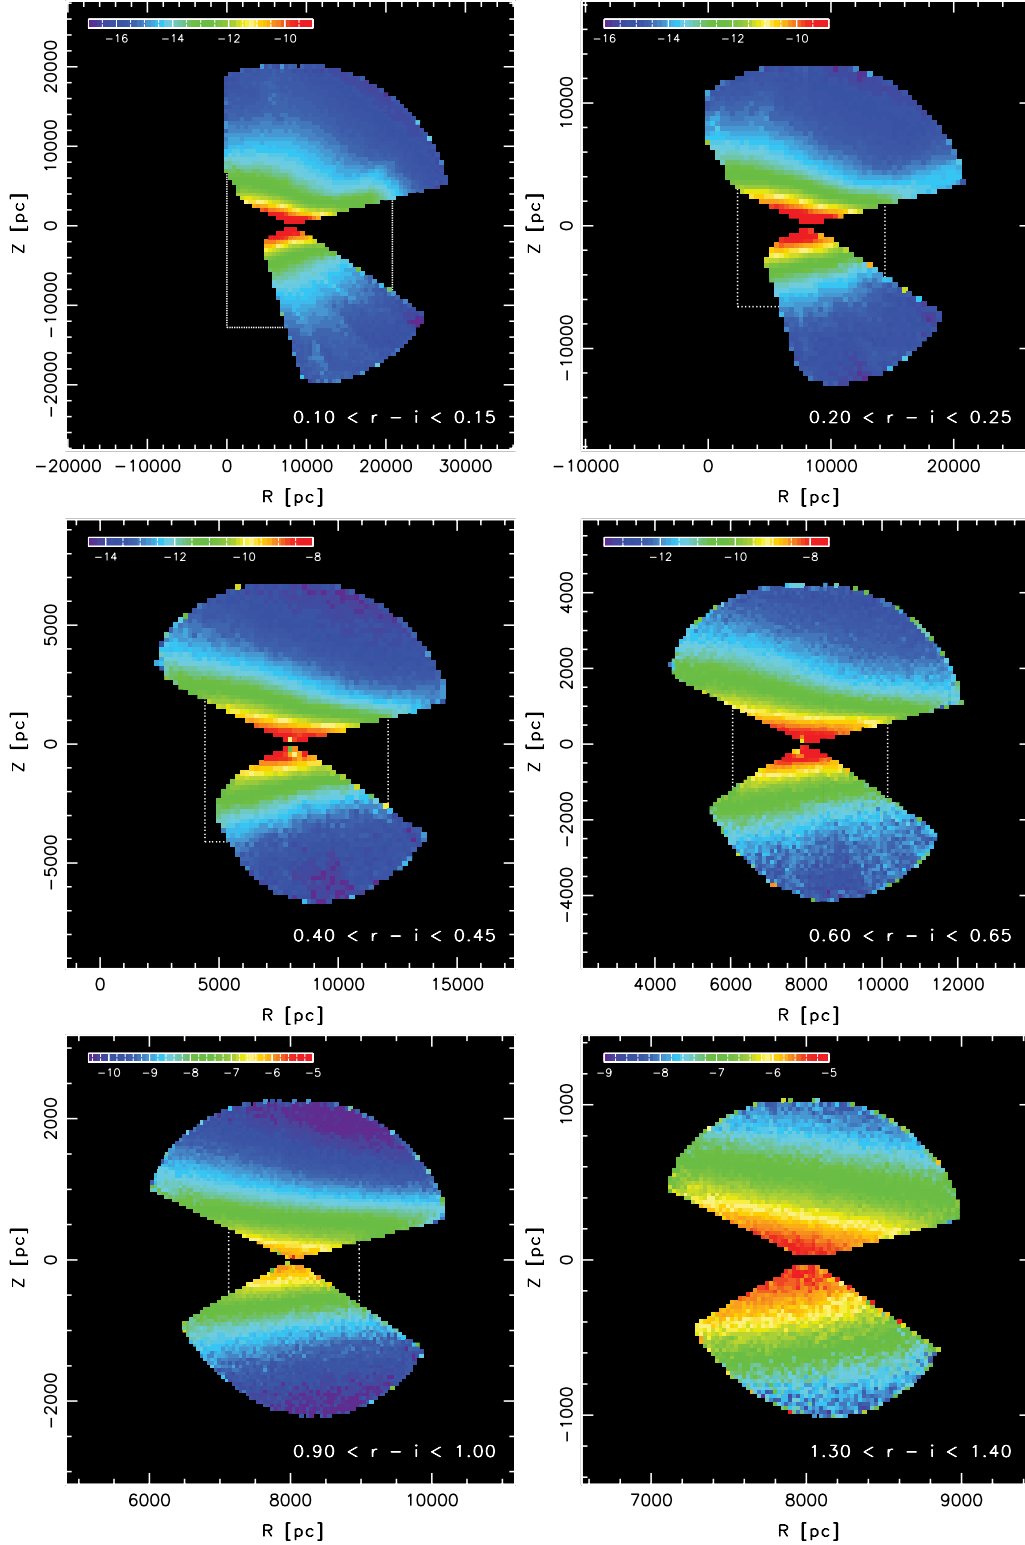 -16 -14 -12 -10
-16 -14 -12 -10
20000
10000
0
-10000
-20000
Z [pc]
10000
0
-10000
Z [pc]
0.10 < r - i < 0.15
0.20 < r - i < 0.25
-20000 -10000 0 10000 20000 30000
-10000 0 10000 20000
R [pc]
R [pc]
-14 -12 -10 -8
-12 -10 -8
5000
0
-5000
Z [pc]
4000
2000
0
-2000
-4000
Z [pc]
0.40 < r - i < 0.45
0.60 < r - i < 0.65
0 5000 10000 15000
4000 6000 8000 10000 12000
R [pc]
R [pc]
-10 -9 -8 -7 -6 -5
-9 -8 -7 -6 -5
2000
0
-2000
Z [pc]
1000
0
-1000
Z [pc]
0.90 < r - i < 1.00
1.30 < r - i < 1.40
6000 8000 10000
7000 8000 9000
R [pc]
R [pc]